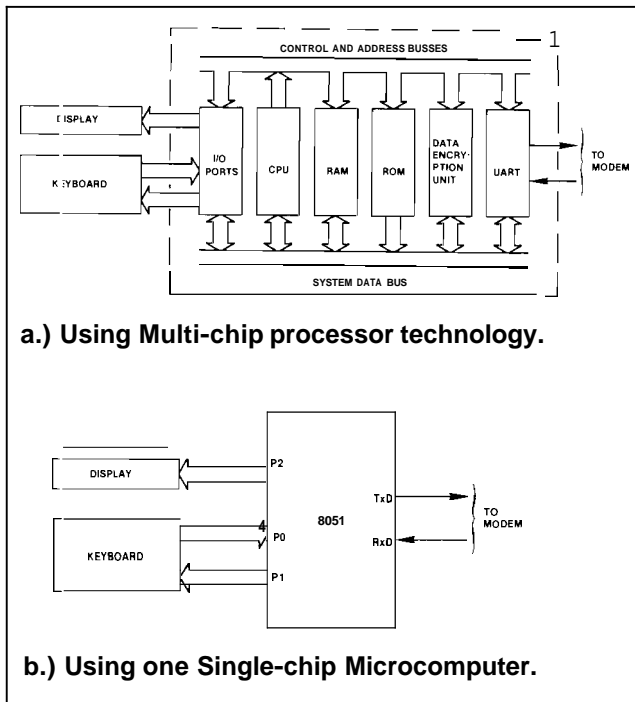 CONTROL AND ADDRESS BUSSES
1
DISPLAY
KEYBOARD
I/O
PORTS
CPU
RAM
ROM
DATA
ENCRYP-
TION
UNIT
UART
TO
MODEM
SYSTEM DATA BUS
a.) Using Multi-chip processor technology.
DISPLAY
KEYBOARD
P2
4
P0
P1
8051
TxD
RxD
TO
MODEM
b.) Using one Single-chip Microcomputer.